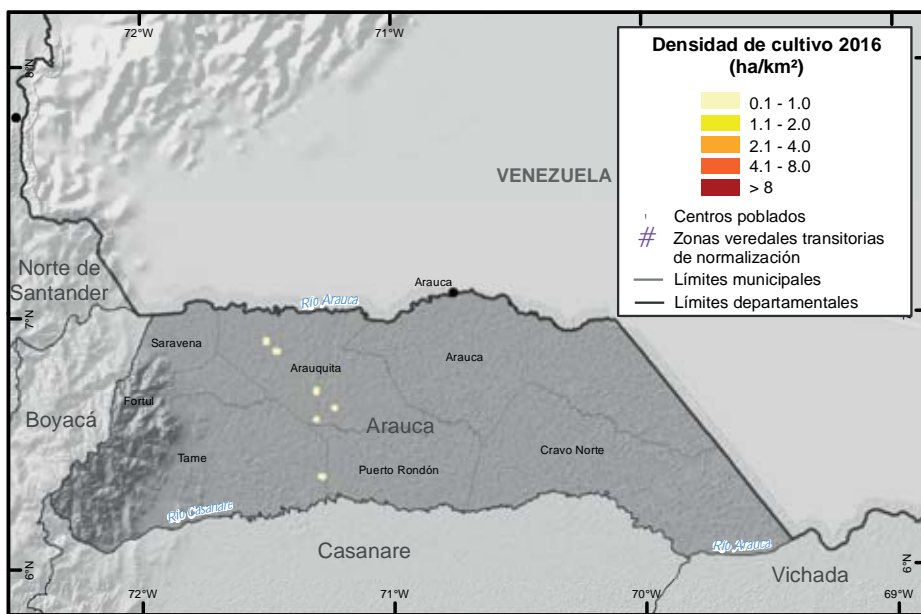 72°W
71°W
8°N
Densidad de cultivo 2016
(ha/km²)
0.1 - 1.0
1.1 - 2.0
2.1 - 4.0
4.1 - 8.0
> 8
Centros poblados
# Zonas veredales transitorias
de normalización
Límites municipales
Límites departamentales
VENEZUELA
Norte de
Santander
Arauca
Río Arauca
7°N
Saravena
Arauquita
Arauca
Fortul
Boyacá
Arauca
Tame
Puerto Rondón
Cravo Norte
Río Casanare
Casanare
Río Arauca
Vichada
6°N
6°N
72°W
71°W
70°W
69°W